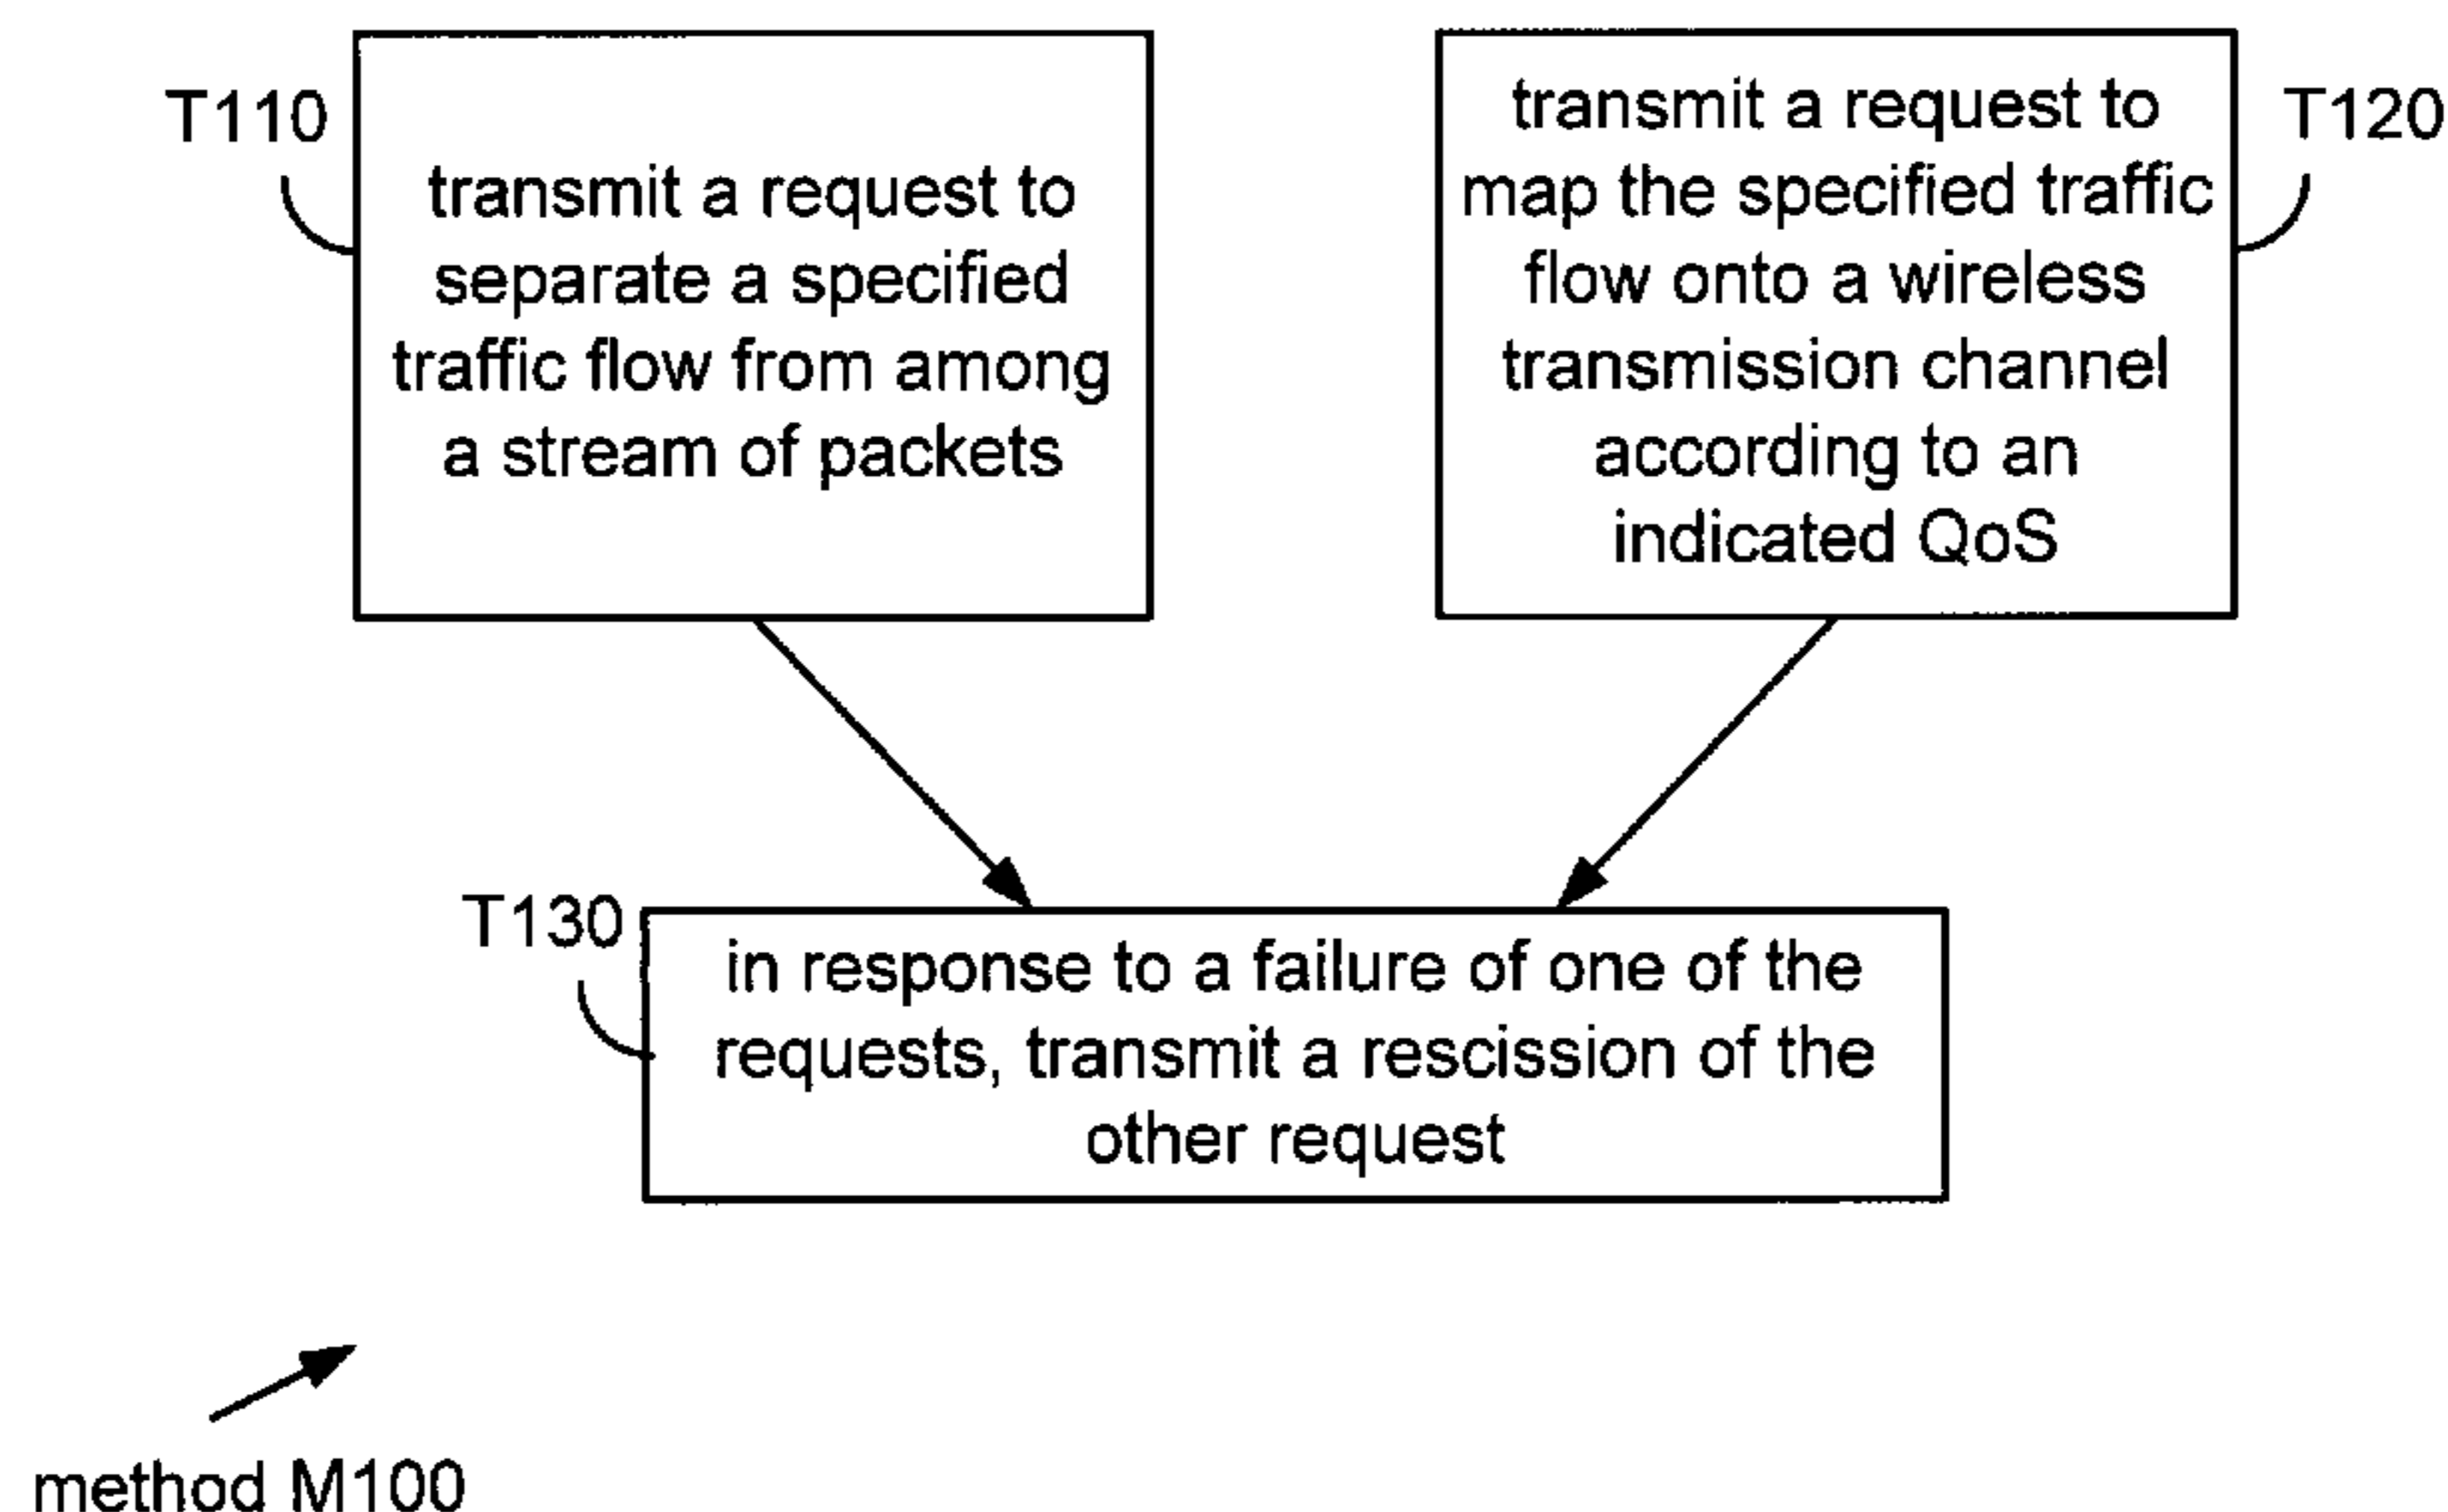 T110
transmit a request to
separate a specified
traffic flow from among
a stream of packets
transmit a request to
map the specified traffic
flow onto a wireless
transmission channel
according to an
indicated QoS
T120
T130
in response to a failure of one of the
requests, transmit a rescission of the
other request
method M100